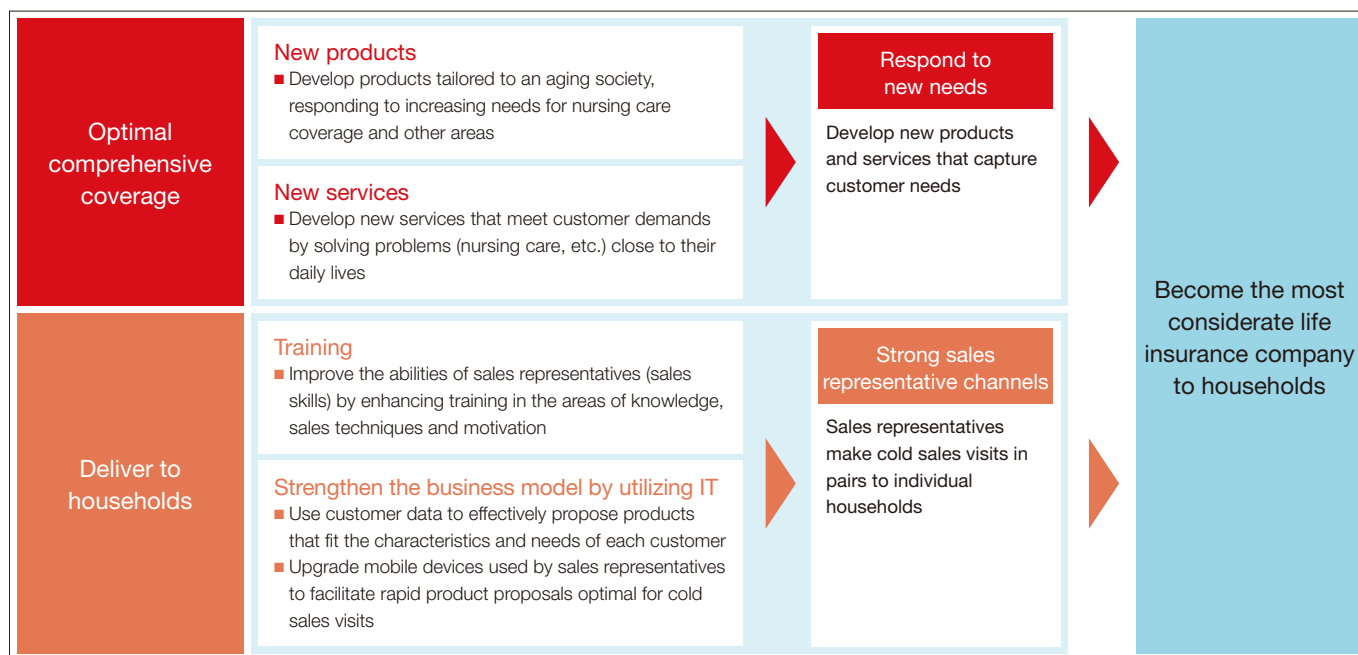 Optimal
comprehensive
coverage
New products
■ Develop products tailored to an aging society,
responding to increasing needs for nursing care
coverage and other areas
New services
■ Develop new services that meet customer demands
by solving problems (nursing care, etc.) close to their
daily lives
Respond to
new needs
Develop new products
and services that capture
customer needs
Deliver to
households
Training
■ Improve the abilities of sales representatives (sales
skills) by enhancing training in the areas of knowledge,
sales techniques and motivation
Strengthen the business model by utilizing IT
■ Use customer data to effectively propose products
that fit the characteristics and needs of each customer
■ Upgrade mobile devices used by sales representatives
to facilitate rapid product proposals optimal for cold
sales visits
Strong sales
representative channels
Sales representatives
make cold sales visits in
pairs to individual
households
Become the most
considerate life
insurance company
to households